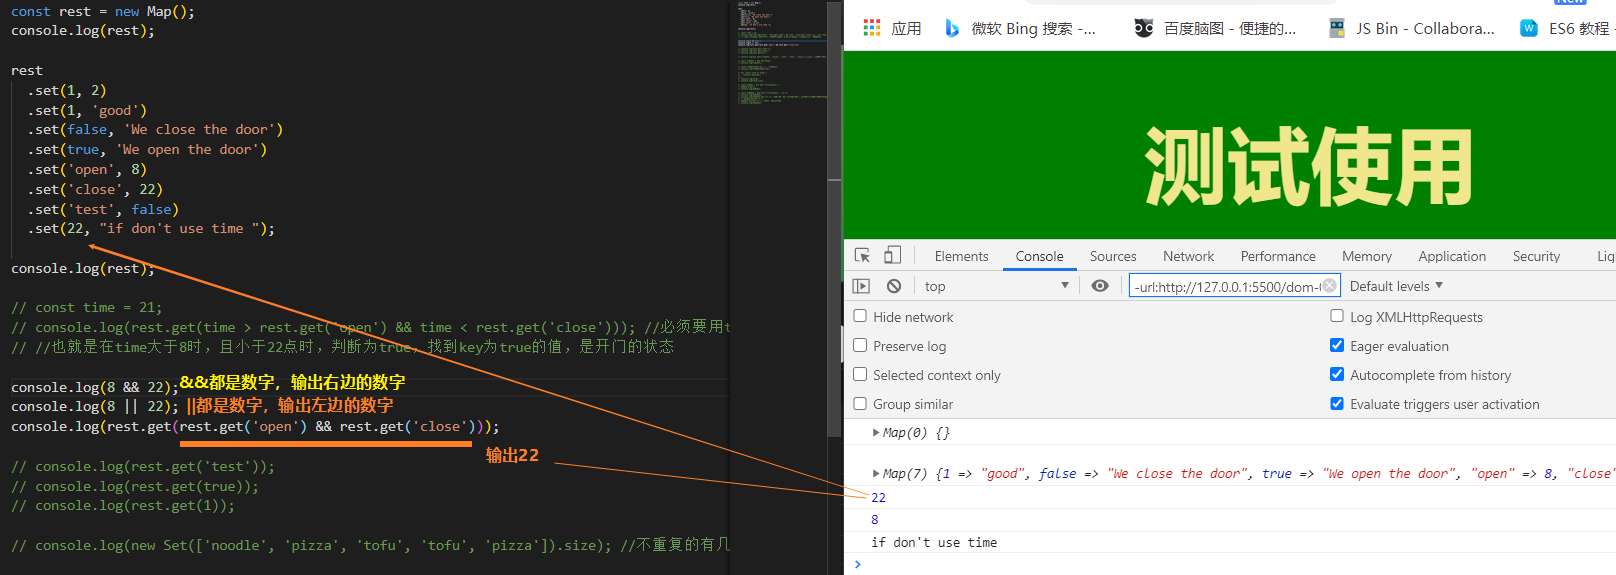 const rest = new Map();
console.log(rest);
rest
.set(1, 2)
.set(1, 'good')
.set(false, 'We close the door')
.set(true, 'We open the door')
.set('open', 8)
.set('close', 22)
.set('test', false)
.set(22, "if don't use time ");
console.log(rest);
// const time = 21;
// console.log(rest.get(time > rest.get('open') && time < rest.get('close'))); //必须要用t
// //也就是在time大于8时，且小于22点时，判断为true，找到key为true的值，是开门的状态
console.log(8 && 22);&&都是数字，输出右边的数字
console.log(8 || 22); ||都是数字，输出左边的数字
console.log(rest.get(rest.get('open') && rest.get('close')));
输出22
// console.log(rest.get('test'));
// console.log(rest.get(true));
// console.log(rest.get(1));
// console.log(new Set(['noodle', 'pizza', 'tofu', 'tofu', 'pizza']).size); //不重复的有几
New
应用 微软 Bing 搜索 -... 百度脑图 - 便捷的... JS Bin - Collabora... ES6 教程
测试使用
Elements Console Sources Network Performance Memory Application Security Lig
top -url:http://127.0.0.1:5500/dom- Default levels ▼
Hide network Log XMLHttpRequests
Preserve log Eager evaluation
Selected context only Autocomplete from history
Group similar Evaluate triggers user activation
Map(0) {}
Map(7) {1 => "good", false => "We close the door", true => "We open the door", "open" => 8, "close"
22
8
if don't use time